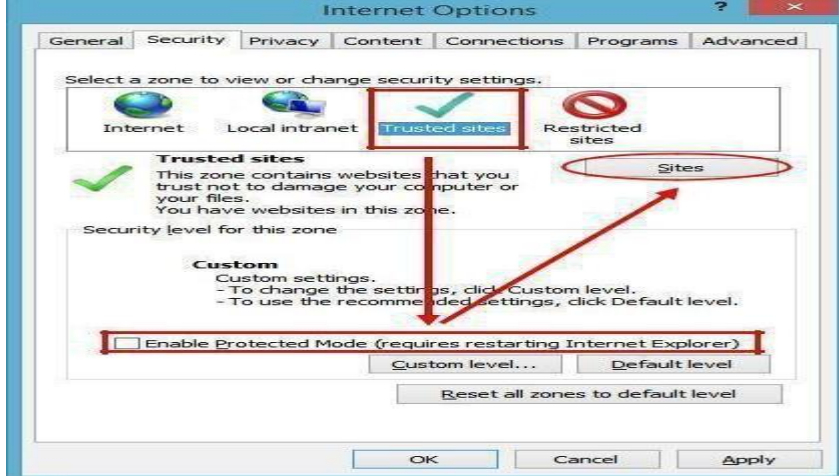 Internet Options
?
×
General Security Privacy Content Connections Programs Advanced
Select a zone to view or change security settings.
Internet Local intranet Trusted sites Restricted
sites
Trusted sites
Sites
This zone contains websites that you
trust not to damage your computer or
your files.
You have websites in this zone.
Security level for this zone
Custom
Custom settings.
- To change the settings, click Custom level.
- To use the recommended settings, click Default level.
Enable Protected Mode (requires restarting Internet Explorer)
Custom level... Default level
Reset all zones to default level
OK Cancel Apply